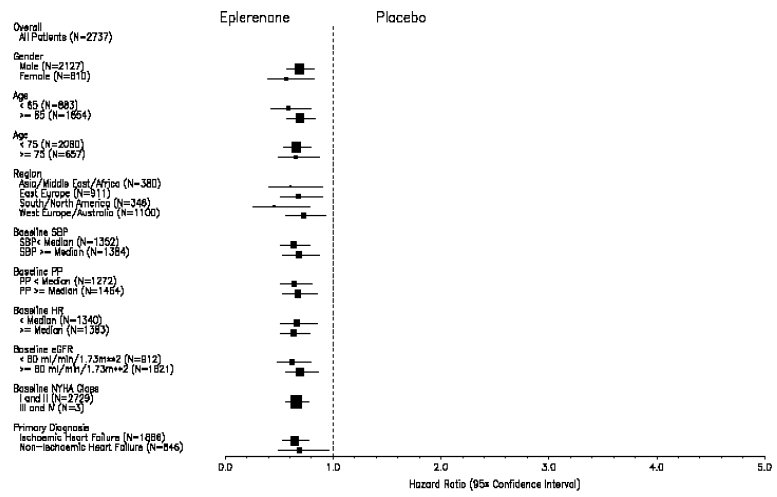 Eplerenone Placebo
Overall
All Patients (N=2737)
Gender
Male (N=2127)
Female (N=610)
Age
< 65 (N=883)
>= 65 (N=1854)
Age
< 75 (N=2080)
>= 75 (N=657)
Region
Asia/Middle East/Africa (N=380)
East Europe (N=911)
South/North America (N=346)
West Europe/Australia (N=1100)
Baseline SBP
SBP< Median (N=1352)
SBP >= Median (N=1384)
Baseline PP
PP < Median (N=1272)
PP >= Median (N=1464)
Baseline HR
< Median (N=1340)
>= Median (N=1393)
Baseline eGFR
< 60 ml/min/1.73m**2 (N=912)
>= 60 ml/min/1.73m**2 (N=1821)
Baseline NYHA Class
I and II (N=2729)
III and IV (N=3)
Primary Diagnosis
Ischaemic Heart Failure (N=1886)
Non-Ischaemic Heart Failure (N=846)
0.0 1.0 2.0 3.0 4.0 5.0
Hazard Ratio (95% Confidence Interval)